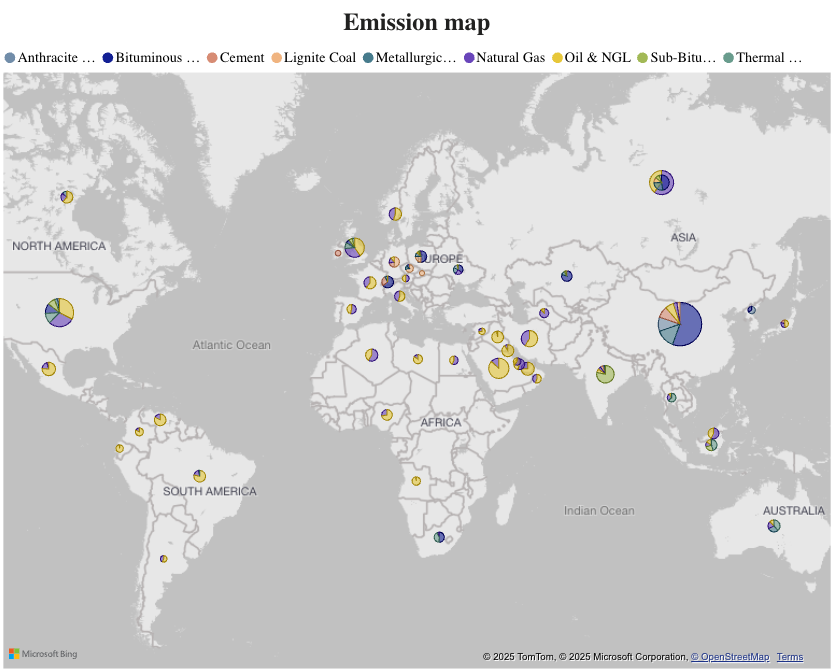 Emission map
Anthracite … Bituminous … Cement Lignite Coal Metallurgic… Natural Gas Oil & NGL Sub-Bitu… Thermal …
ASIA
NORTH AMERICA
EUROPE
Atlantic Ocean
AFRICA
SOUTH AMERICA
Indian Ocean
AUSTRALIA
Microsoft Bing
© 2025 TomTom, © 2025 Microsoft Corporation, © OpenStreetMap Terms